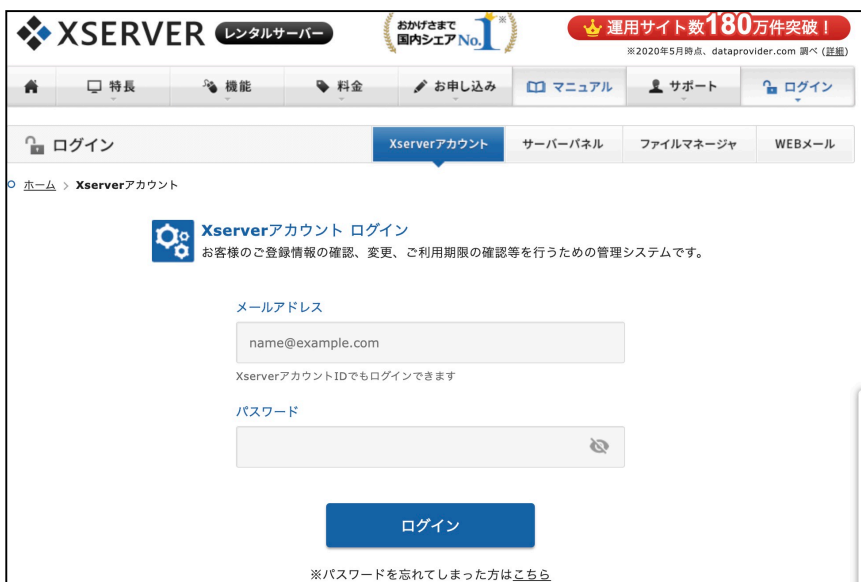 XSERVER レンタルサーバー
おかげさまで
国内シェアNo.1※
運用サイト数180万件突破!
※2020年5月時点、dataprovider.com 調べ (詳細)
特長 機能 料金 お申し込み マニュアル サポート ログイン
ログイン Xserverアカウント サーバーパネル ファイルマネージャ WEBメール
ホーム > Xserverアカウント
Xserverアカウント ログイン
お客様のご登録情報の確認、変更、ご利用期限の確認等を行うための管理システムです。
メールアドレス
name@example.com
XserverアカウントIDでもログインできます
パスワード
ログイン
※パスワードを忘れてしまった方はこちら